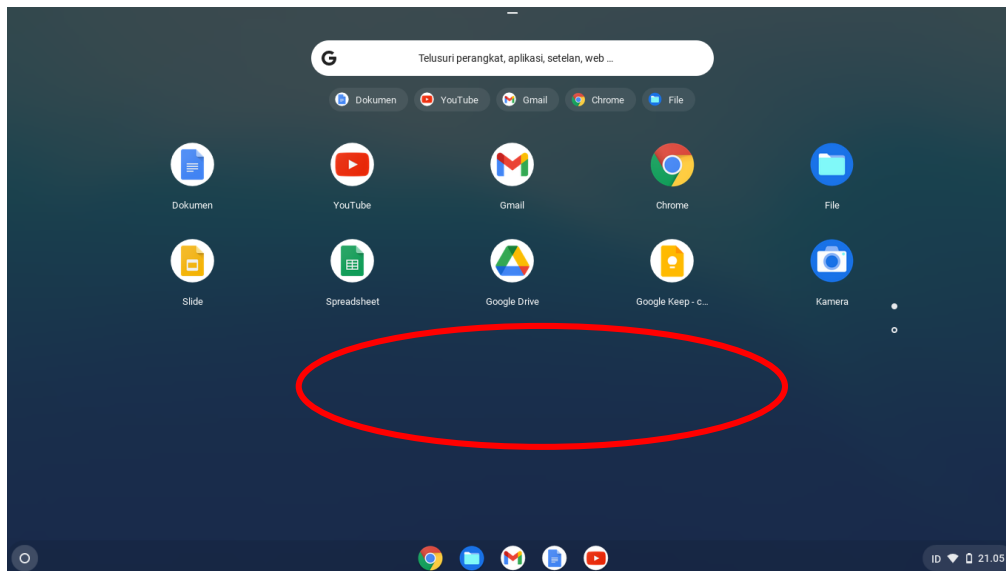 Telusuri perangkat, aplikasi, setelan, web ...
Dokumen YouTube Gmail Chrome File
Dokumen YouTube Gmail Chrome File
Slide Spreadsheet Google Drive Google Keep - c... Kamera
ID 21.05